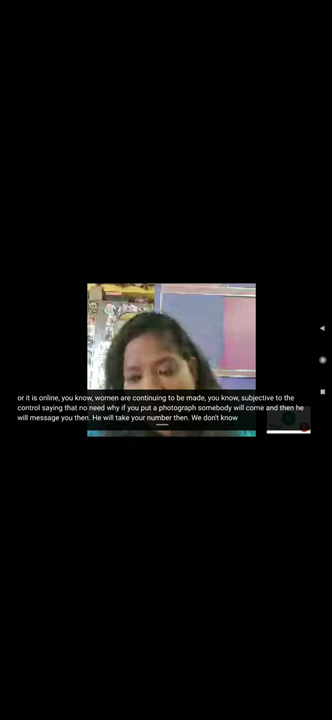 or it is online, you know, women are continuing to be made, you know, subjective to the
control saying that no need why if you put a photograph somebody will come and then he
will message you then. He will take your number then. We don't know